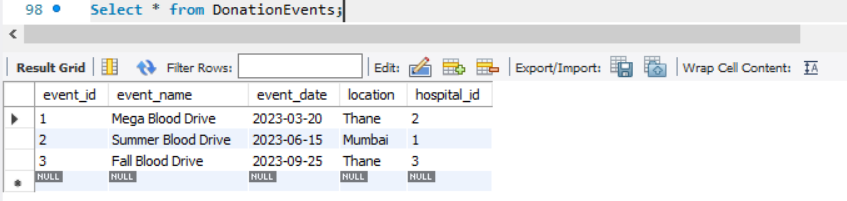 98 Select * from DonationEvents;
Result Grid Filter Rows: Edit: Export/Import: Wrap Cell Content:
event_id event_name event_date location hospital_id
1 Mega Blood Drive 2023-03-20 Thane 2
2 Summer Blood Drive 2023-06-15 Mumbai 1
3 Fall Blood Drive 2023-09-25 Thane 3
NULL NULL NULL NULL NULL